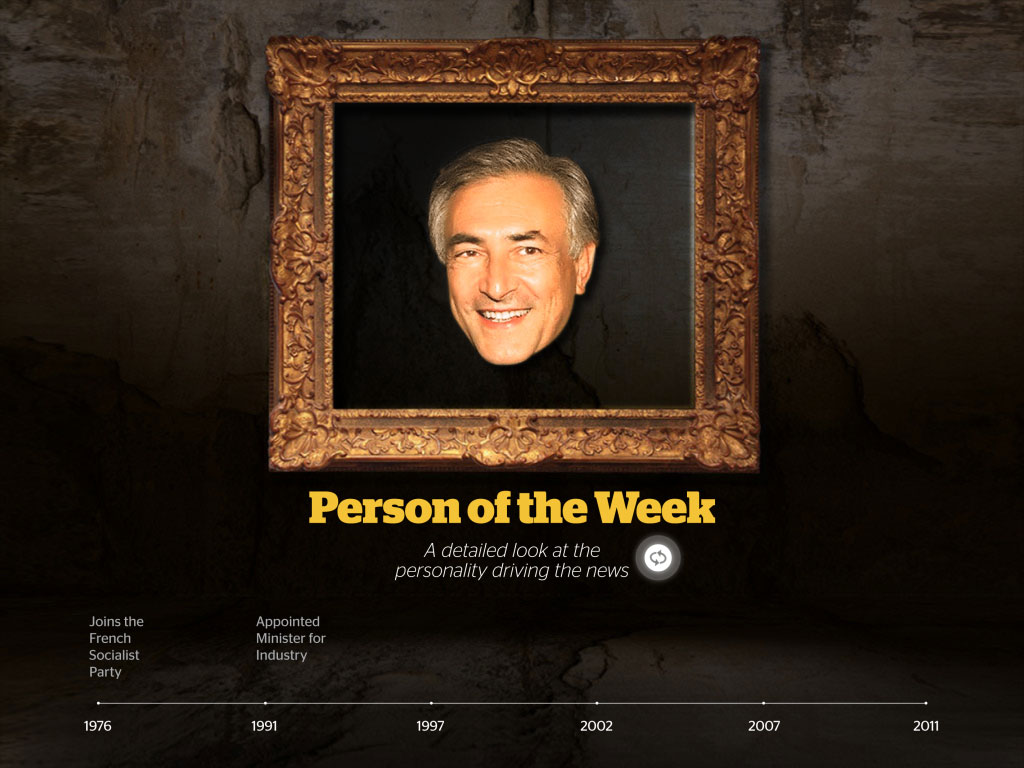 Person of the Week
A detailed look at the
personality driving the news
Joins the
French
Socialist
Party
Appointed
Minister for
Industry
1976
1991
1997
2002
2007
2011